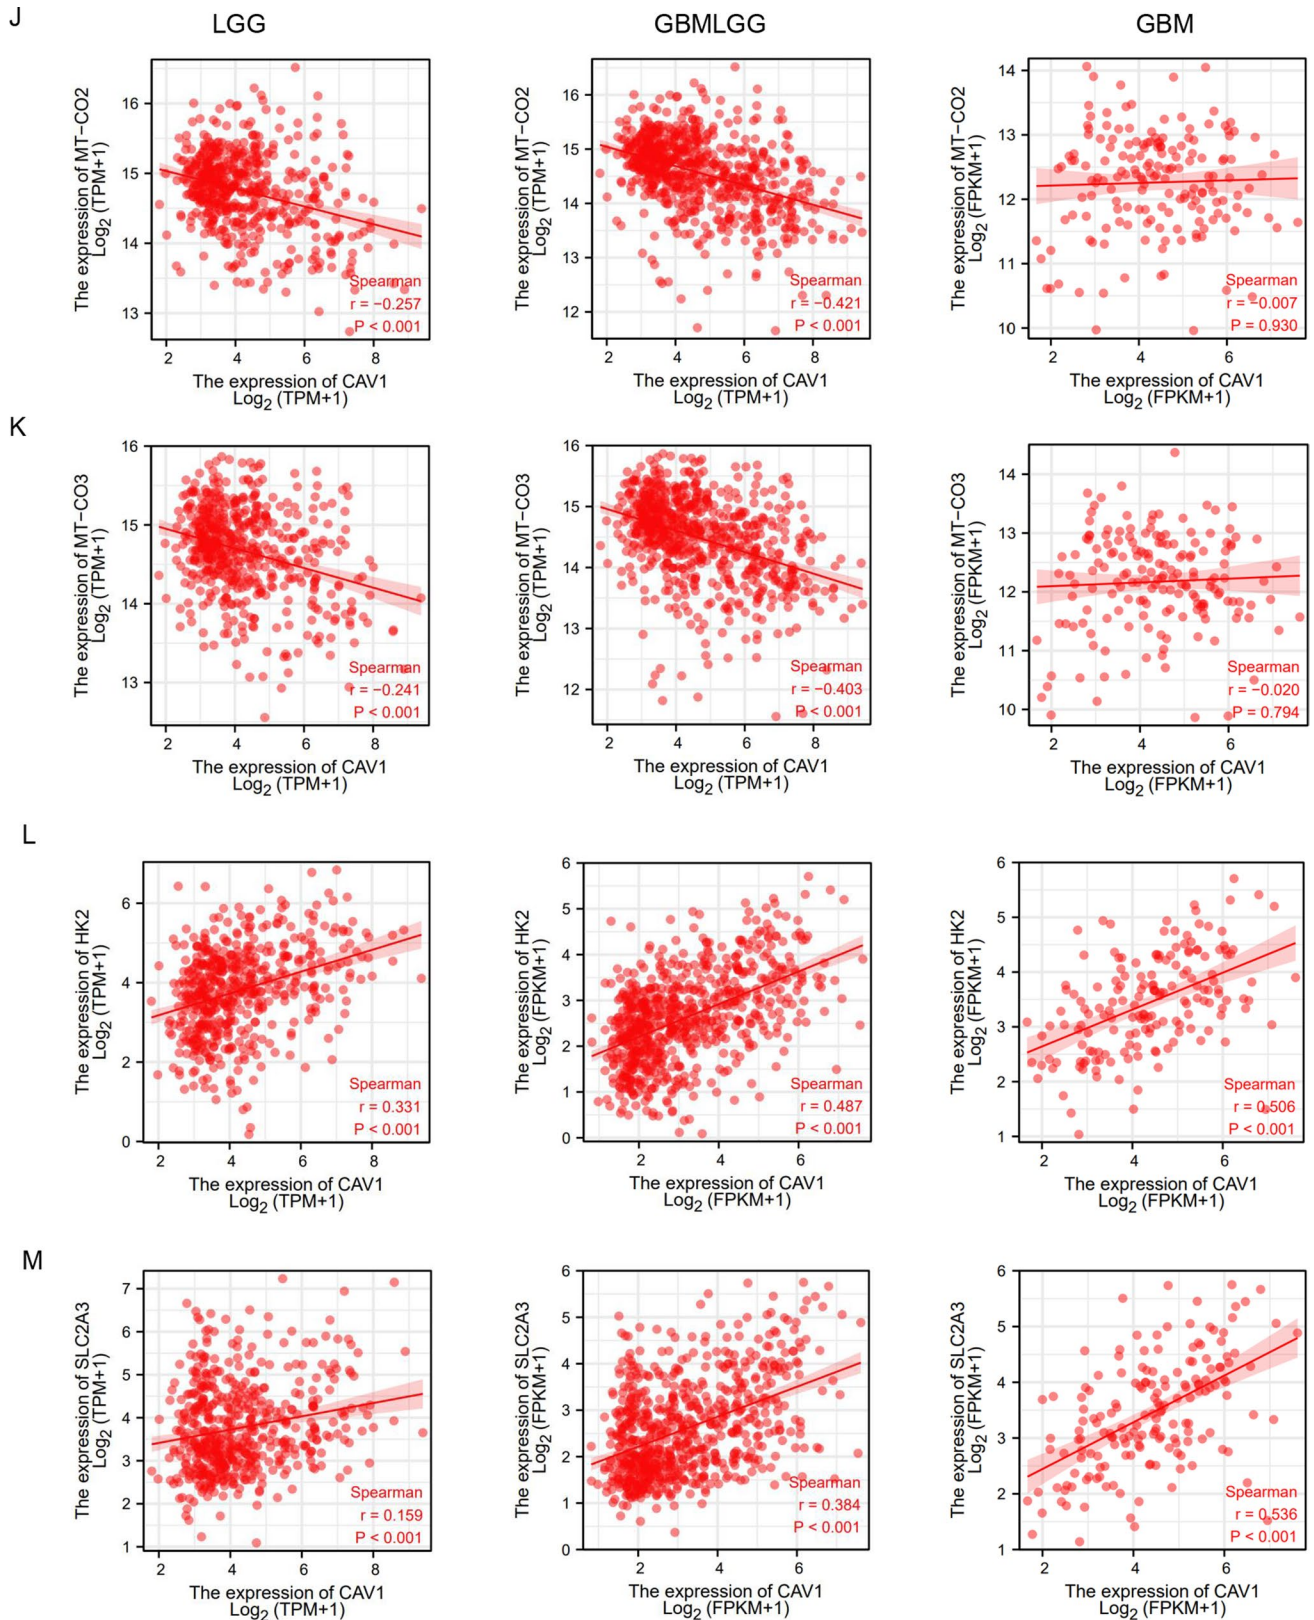 J
LGG
GBMLGG
GBM
The expression of MT−CO2
Log2 (TPM+1)
16
15
14
13
Spearman
r = −0.257
P < 0.001
2 4 6 8
The expression of CAV1
Log2 (TPM+1)
The expression of MT−CO2
Log2 (TPM+1)
16
15
14
13
12
Spearman
r = −0.421
P < 0.001
2 4 6 8
The expression of CAV1
Log2 (TPM+1)
The expression of MT−CO2
Log2 (FPKM+1)
14
13
12
11
10
Spearman
r = −0.007
P = 0.930
2 4 6
The expression of CAV1
Log2 (FPKM+1)
K
The expression of MT−CO3
Log2 (TPM+1)
16
15
14
13
Spearman
r = −0.241
P < 0.001
2 4 6 8
The expression of CAV1
Log2 (TPM+1)
The expression of MT−CO3
Log2 (TPM+1)
16
15
14
13
12
Spearman
r = −0.403
P < 0.001
2 4 6 8
The expression of CAV1
Log2 (TPM+1)
The expression of MT−CO3
Log2 (FPKM+1)
14
13
12
11
10
Spearman
r = −0.020
P = 0.794
2 4 6
The expression of CAV1
Log2 (FPKM+1)
L
The expression of HK2
Log2 (TPM+1)
6
4
2
0
Spearman
r = 0.331
P < 0.001
2 4 6 8
The expression of CAV1
Log2 (TPM+1)
The expression of HK2
Log2 (FPKM+1)
6
5
4
3
2
1
0
Spearman
r = 0.487
P < 0.001
2 4 6
The expression of CAV1
Log2 (FPKM+1)
The expression of HK2
Log2 (FPKM+1)
6
5
4
3
2
1
Spearman
r = 0.506
P < 0.001
2 4 6
The expression of CAV1
Log2 (FPKM+1)
M
The expression of SLC2A3
Log2 (TPM+1)
7
6
5
4
3
2
1
Spearman
r = 0.159
P < 0.001
2 4 6 8
The expression of CAV1
Log2 (TPM+1)
The expression of SLC2A3
Log2 (FPKM+1)
6
5
4
3
2
1
0
Spearman
r = 0.384
P < 0.001
2 4 6
The expression of CAV1
Log2 (FPKM+1)
The expression of SLC2A3
Log2 (FPKM+1)
6
5
4
3
2
1
Spearman
r = 0.536
P < 0.001
2 4 6
The expression of CAV1
Log2 (FPKM+1)